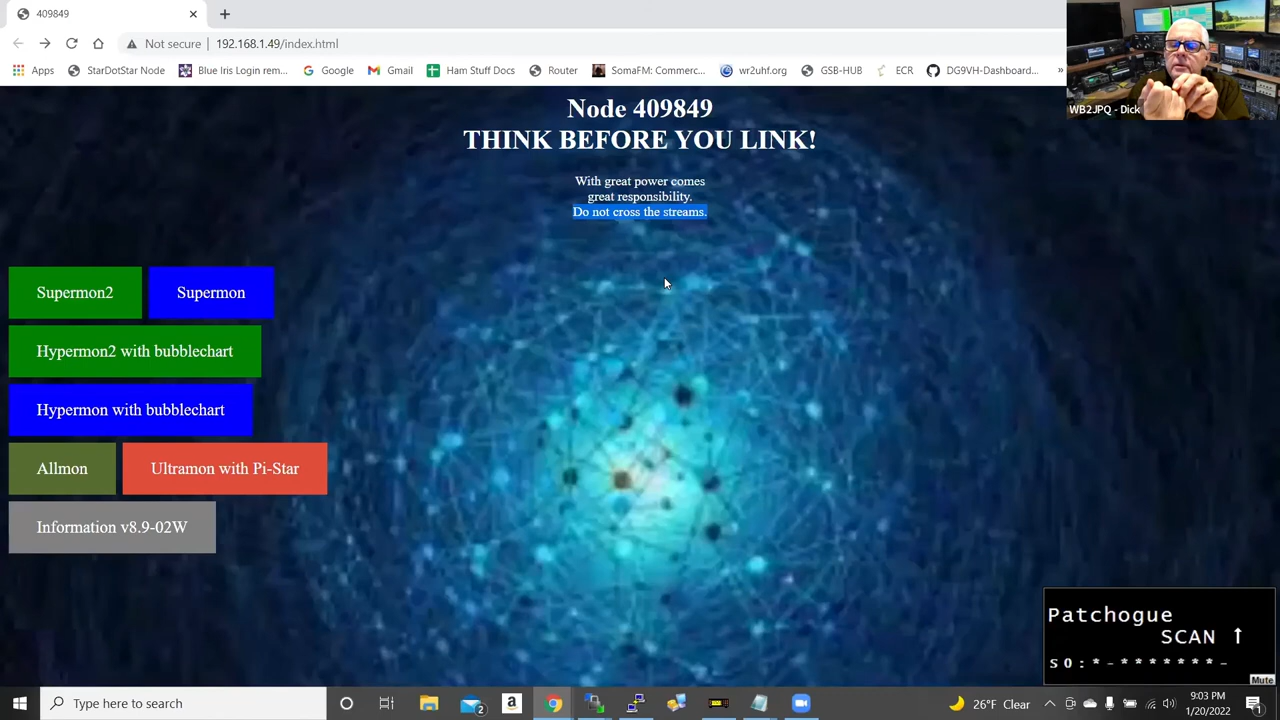 409849
Not secure | 192.168.1.49/index.html
Apps StarDotStar Node Blue Iris Login rem... Google Gmail Ham Stuff Router SomaFM: Commerc... wr2uhf.org GSB-HUB ECR DG9VH-Dashboard... »
WB2JPQ - Dick
Node 409849
THINK BEFORE YOU LINK!
With great power comes
great responsibility.
Do not cross the streams.
Supermon2 Supermon
Hypermon2 with bubblechart
Hypermon with bubblechart
Allmon Ultramon with Pi-Star
Information v8.9-02W
Patchogue
SCAN ↑
S0:*-*******-
Mute
Type here to search
2
26°F Clear
9:03 PM
1/20/2022
1